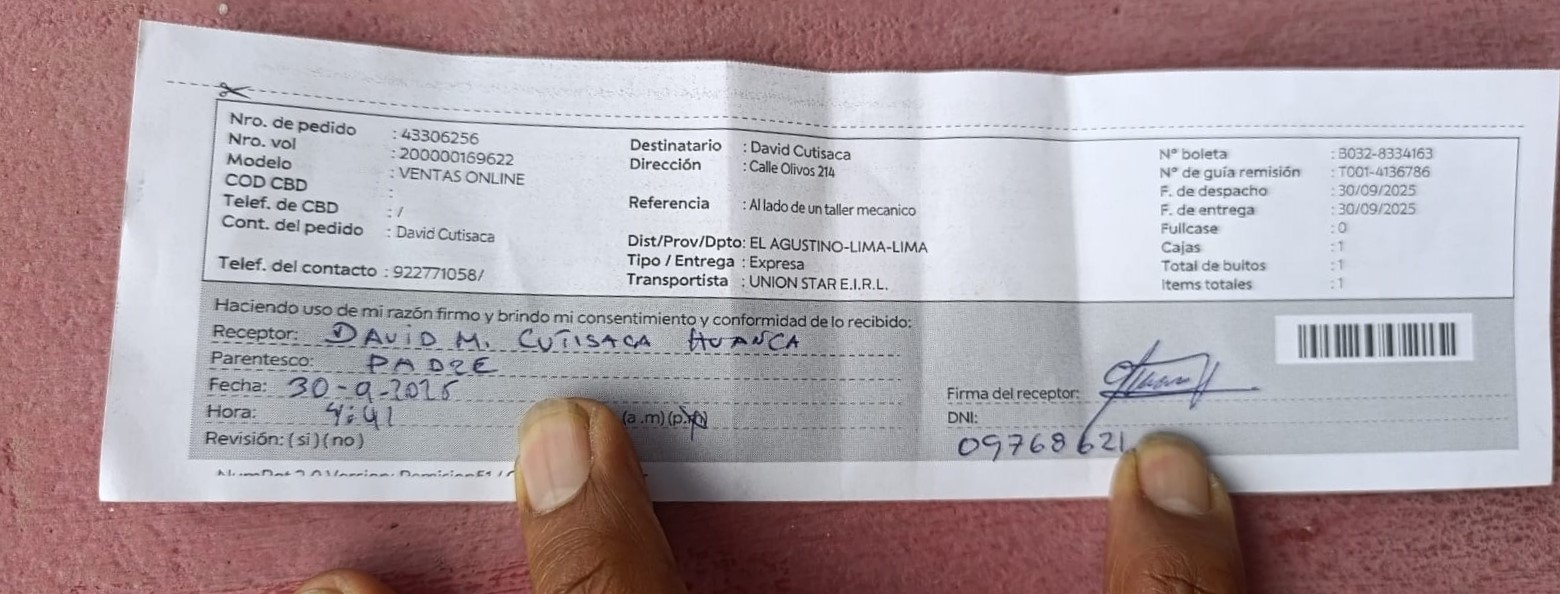 Nro. de pedido : 43306256
Nro. vol : 200000169622
Modelo : VENTAS ONLINE
COD CBD :
Telef. de CBD : /
Cont. del pedido : David Cutisaca
Telef. del contacto : 922771058/
Destinatario : David Cutisaca
Dirección : Calle Olivos 214
Referencia : Al lado de un taller mecanico
Dist/Prov/Dpto: EL AGUSTINO-LIMA-LIMA
Tipo / Entrega : Expresa
Transportista : UNION STAR E.I.R.L.
Nº boleta : B032-8334163
Nº de guía remisión : T001-4136786
F. de despacho : 30/09/2025
F. de entrega : 30/09/2025
Fullcase : 0
Cajas : 1
Total de bultos : 1
Items totales : 1
Haciendo uso de mi razón firmo y brindo mi consentimiento y conformidad de lo recibido:
Receptor: DAVID M. CUTISACA HUANCA
Parentesco: PADRE
Fecha: 30-9-2025
Hora: 4:41 (a.m)(p.m)
Revisión: (si)(no)
Firma del receptor:
DNI:
09768621